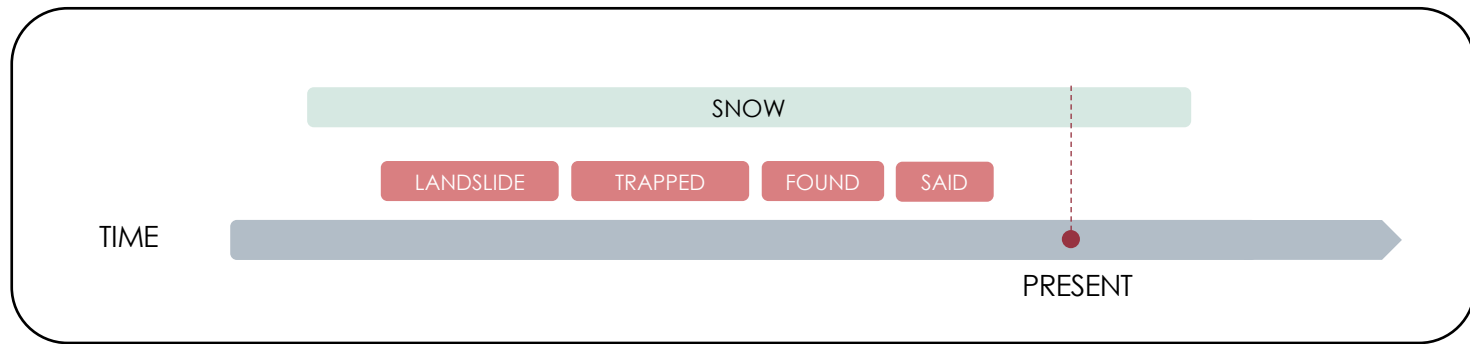 SNOW
LANDSLIDE TRAPPED FOUND SAID
TIME
PRESENT